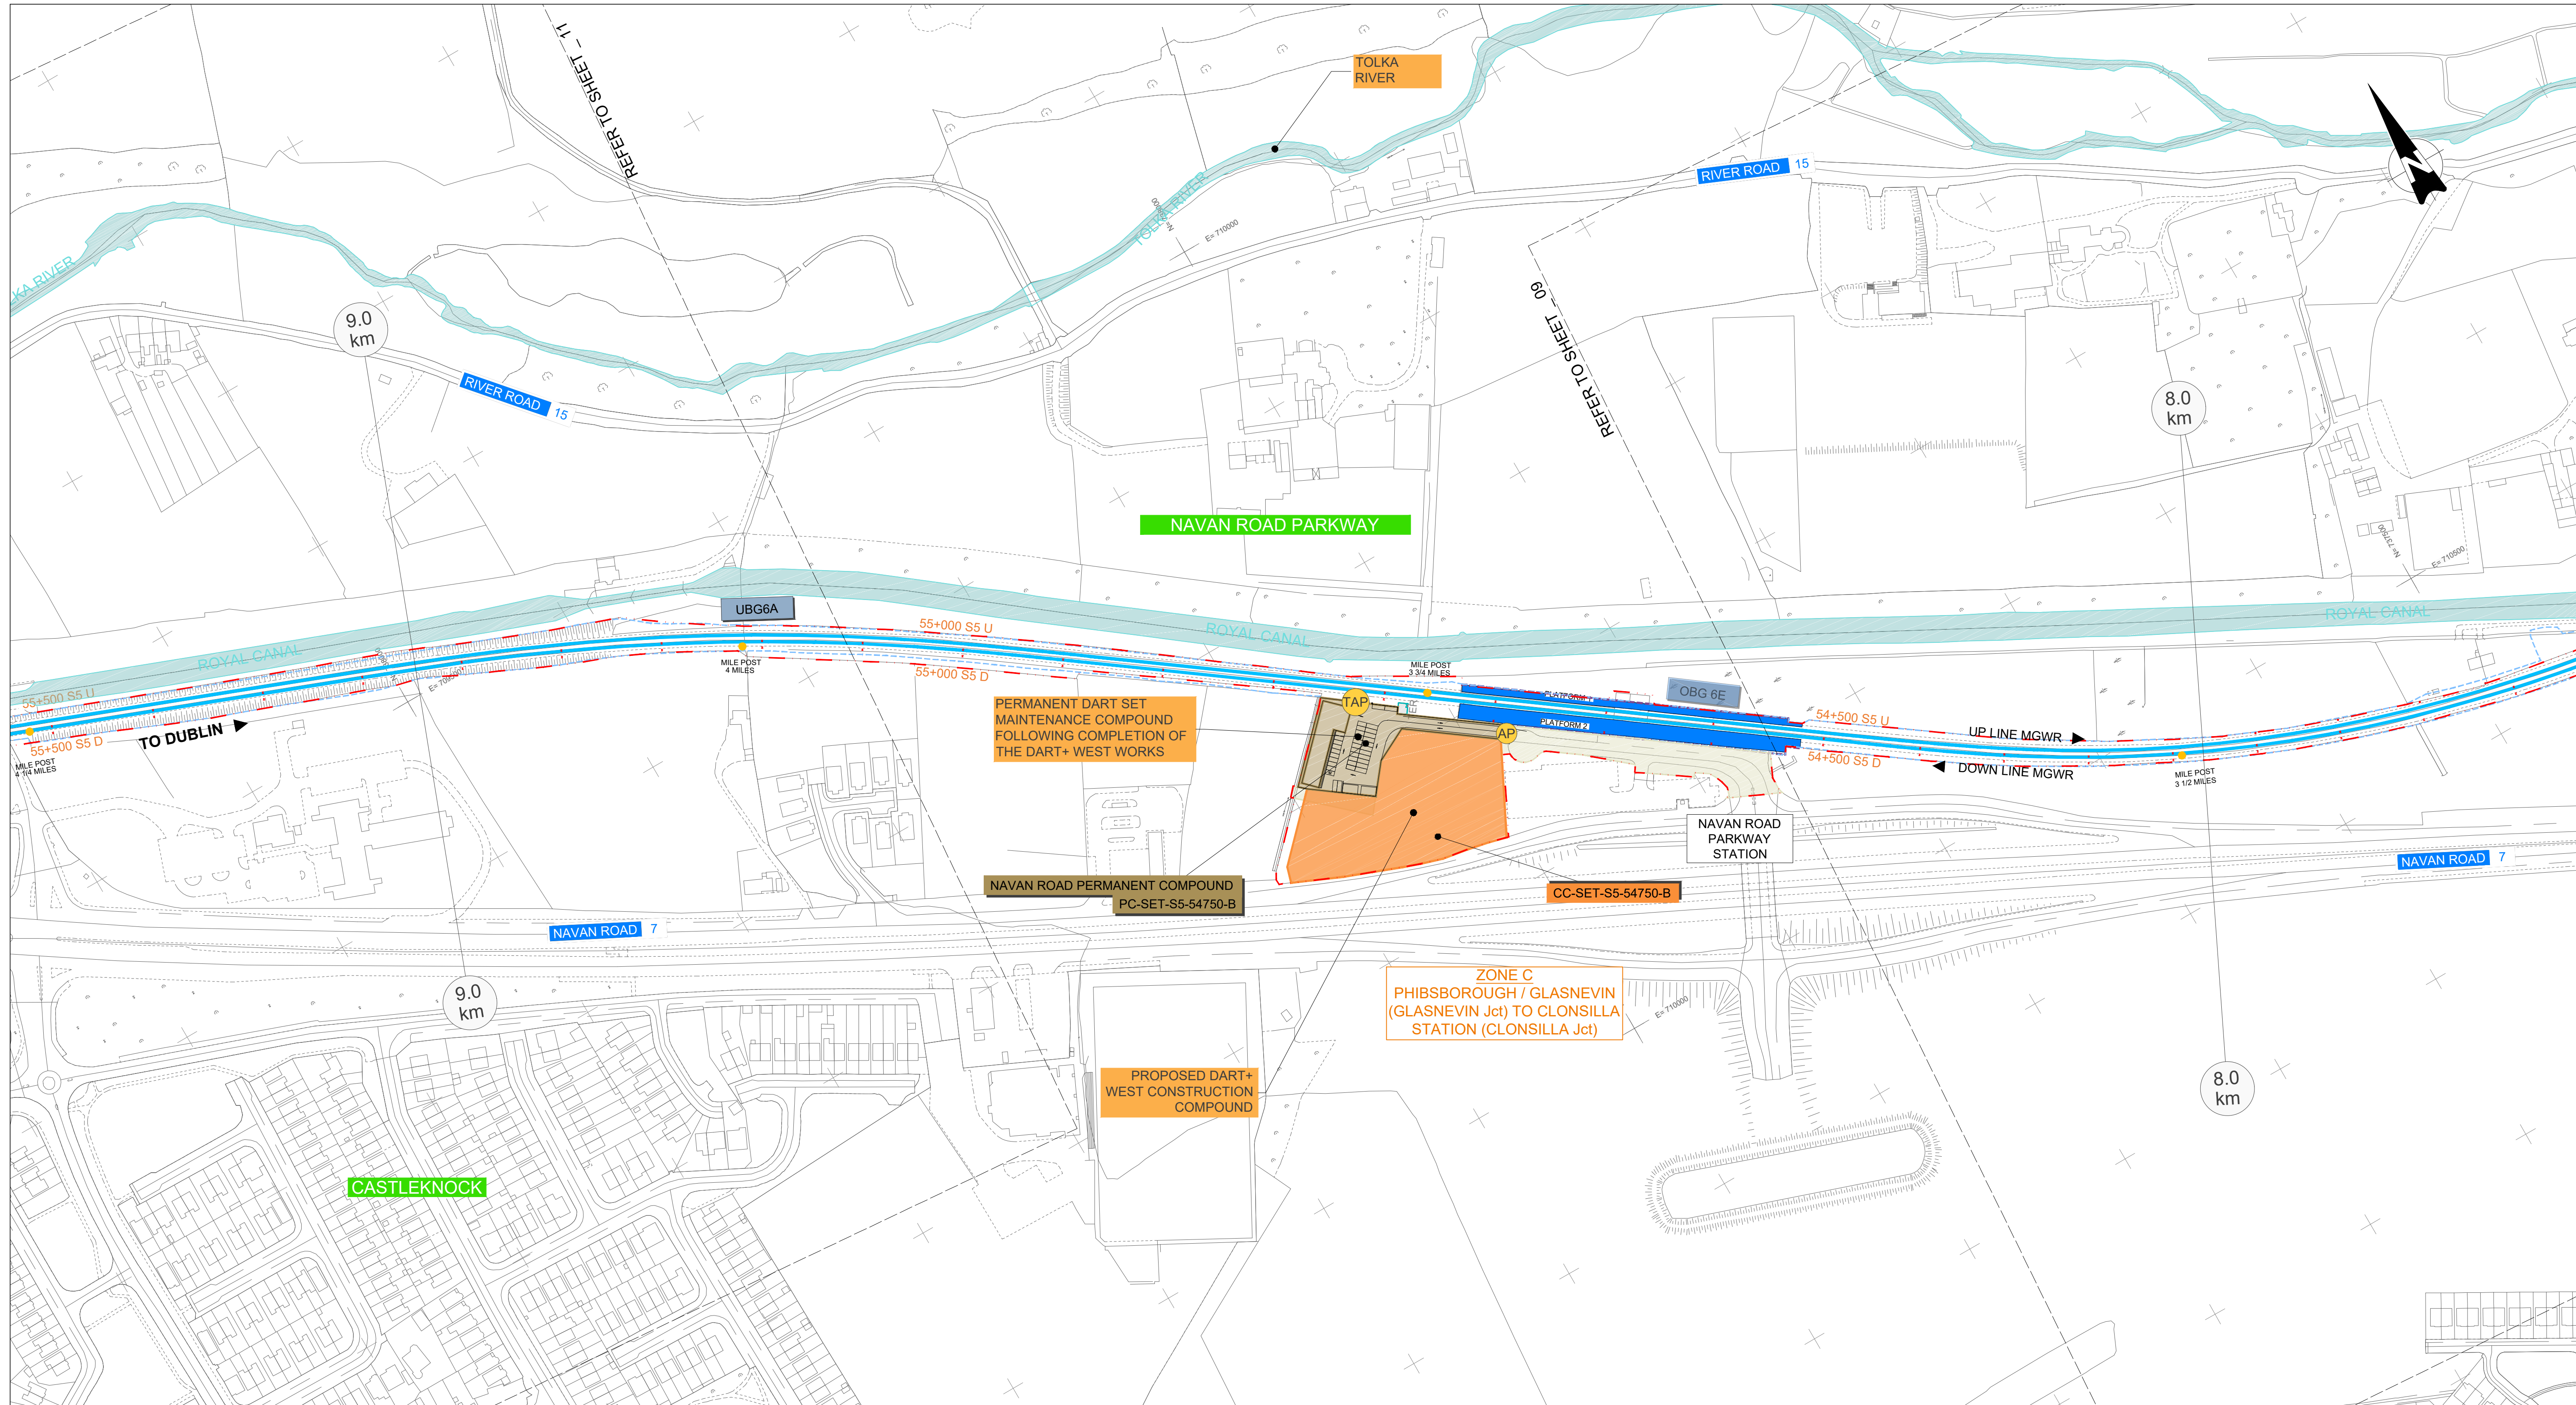 REFER TO SHEET - 11
TOLKA
RIVER
RIVER ROAD 15
TOLKA RIVER
E= 710000
REFER TO SHEET - 09
9.0
km
8.0
km
RIVER ROAD 15
NAVAN ROAD PARKWAY
N=737500
E= 710500
UBG6A
ROYAL CANAL
ROYAL CANAL
ROYAL CANAL
55+000 S5 U
MILE POST
4 MILES
55+000 S5 D
55+500 S5 U
55+500 S5 D
TO DUBLIN
MILE POST
4 1/4 MILES
MILE POST
3 3/4 MILES
TAP
AP
PLATFORM 2
OBG 6E
54+500 S5 U
54+500 S5 D
UP LINE MGWR
DOWN LINE MGWR
MILE POST
3 1/2 MILES
PERMANENT DART SET
MAINTENANCE COMPOUND
FOLLOWING COMPLETION OF
THE DART+ WEST WORKS
NAVAN ROAD
PARKWAY
STATION
NAVAN ROAD 7
NAVAN ROAD PERMANENT COMPOUND
PC-SET-S5-54750-B
CC-SET-S5-54750-B
NAVAN ROAD 7
ZONE C
PHIBSBOROUGH / GLASNEVIN
(GLASNEVIN Jct) TO CLONSILLA
STATION (CLONSILLA Jct)
E= 710000
9.0
km
8.0
km
PROPOSED DART+
WEST CONSTRUCTION
COMPOUND
CASTLEKNOCK